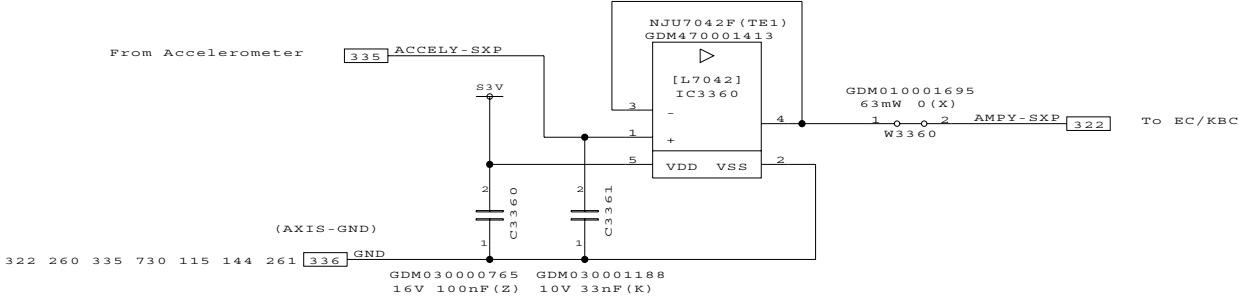 NJU7042F(TE1)
GDM470001413
From Accelerometer
335
ACCELY-SXP
[L7042]
IC3360
S3V
GDM010001695
63mW 0(X)
3
-
1
+
4
1
2
W3360
AMPY-SXP
322
To EC/KBC
5
VDD
VSS
2
2
C3360
1
2
C3361
1
(AXIS-GND)
322 260 335 730 115 144 261
336
GND
GDM030000765
16V 100nF(Z)
GDM030001188
10V 33nF(K)